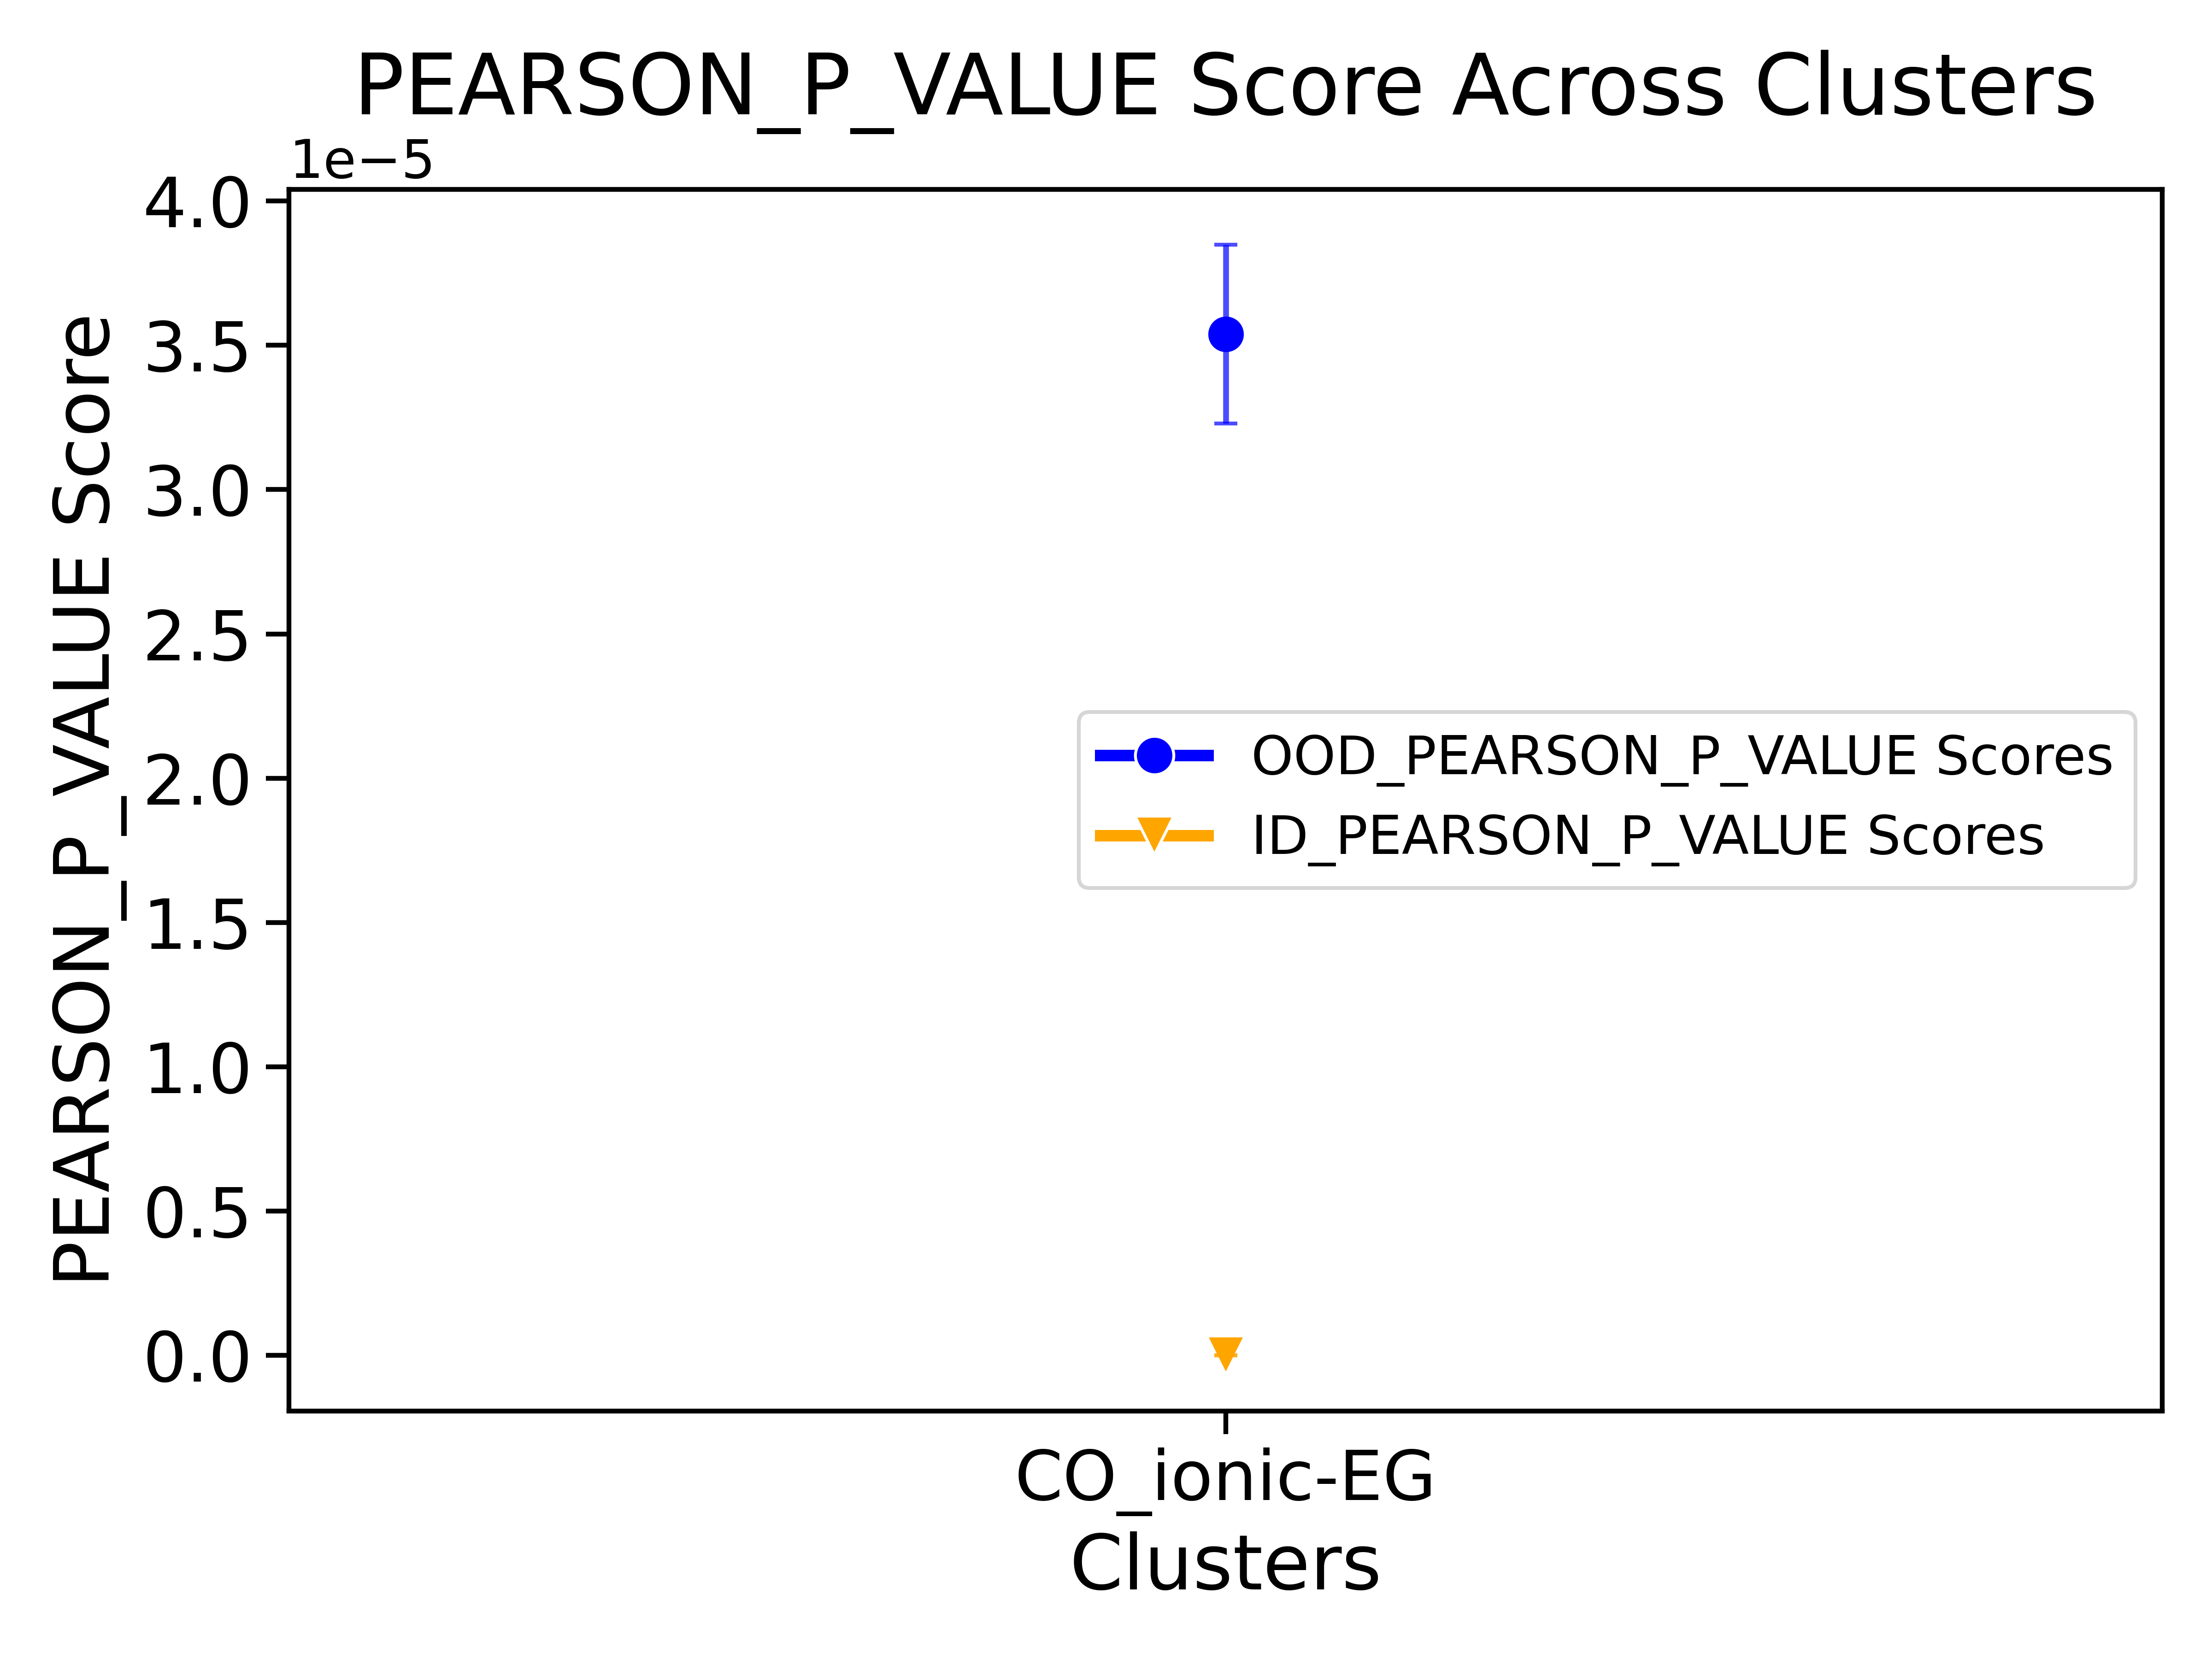 PEARSON_P_VALUE Score Across Clusters
1e−5
4.0
3.5
3.0
2.5
2.0
1.5
1.0
0.5
0.0
PEARSON_P_VALUE Score
OOD_PEARSON_P_VALUE Scores
ID_PEARSON_P_VALUE Scores
CO_ionic-EG
Clusters